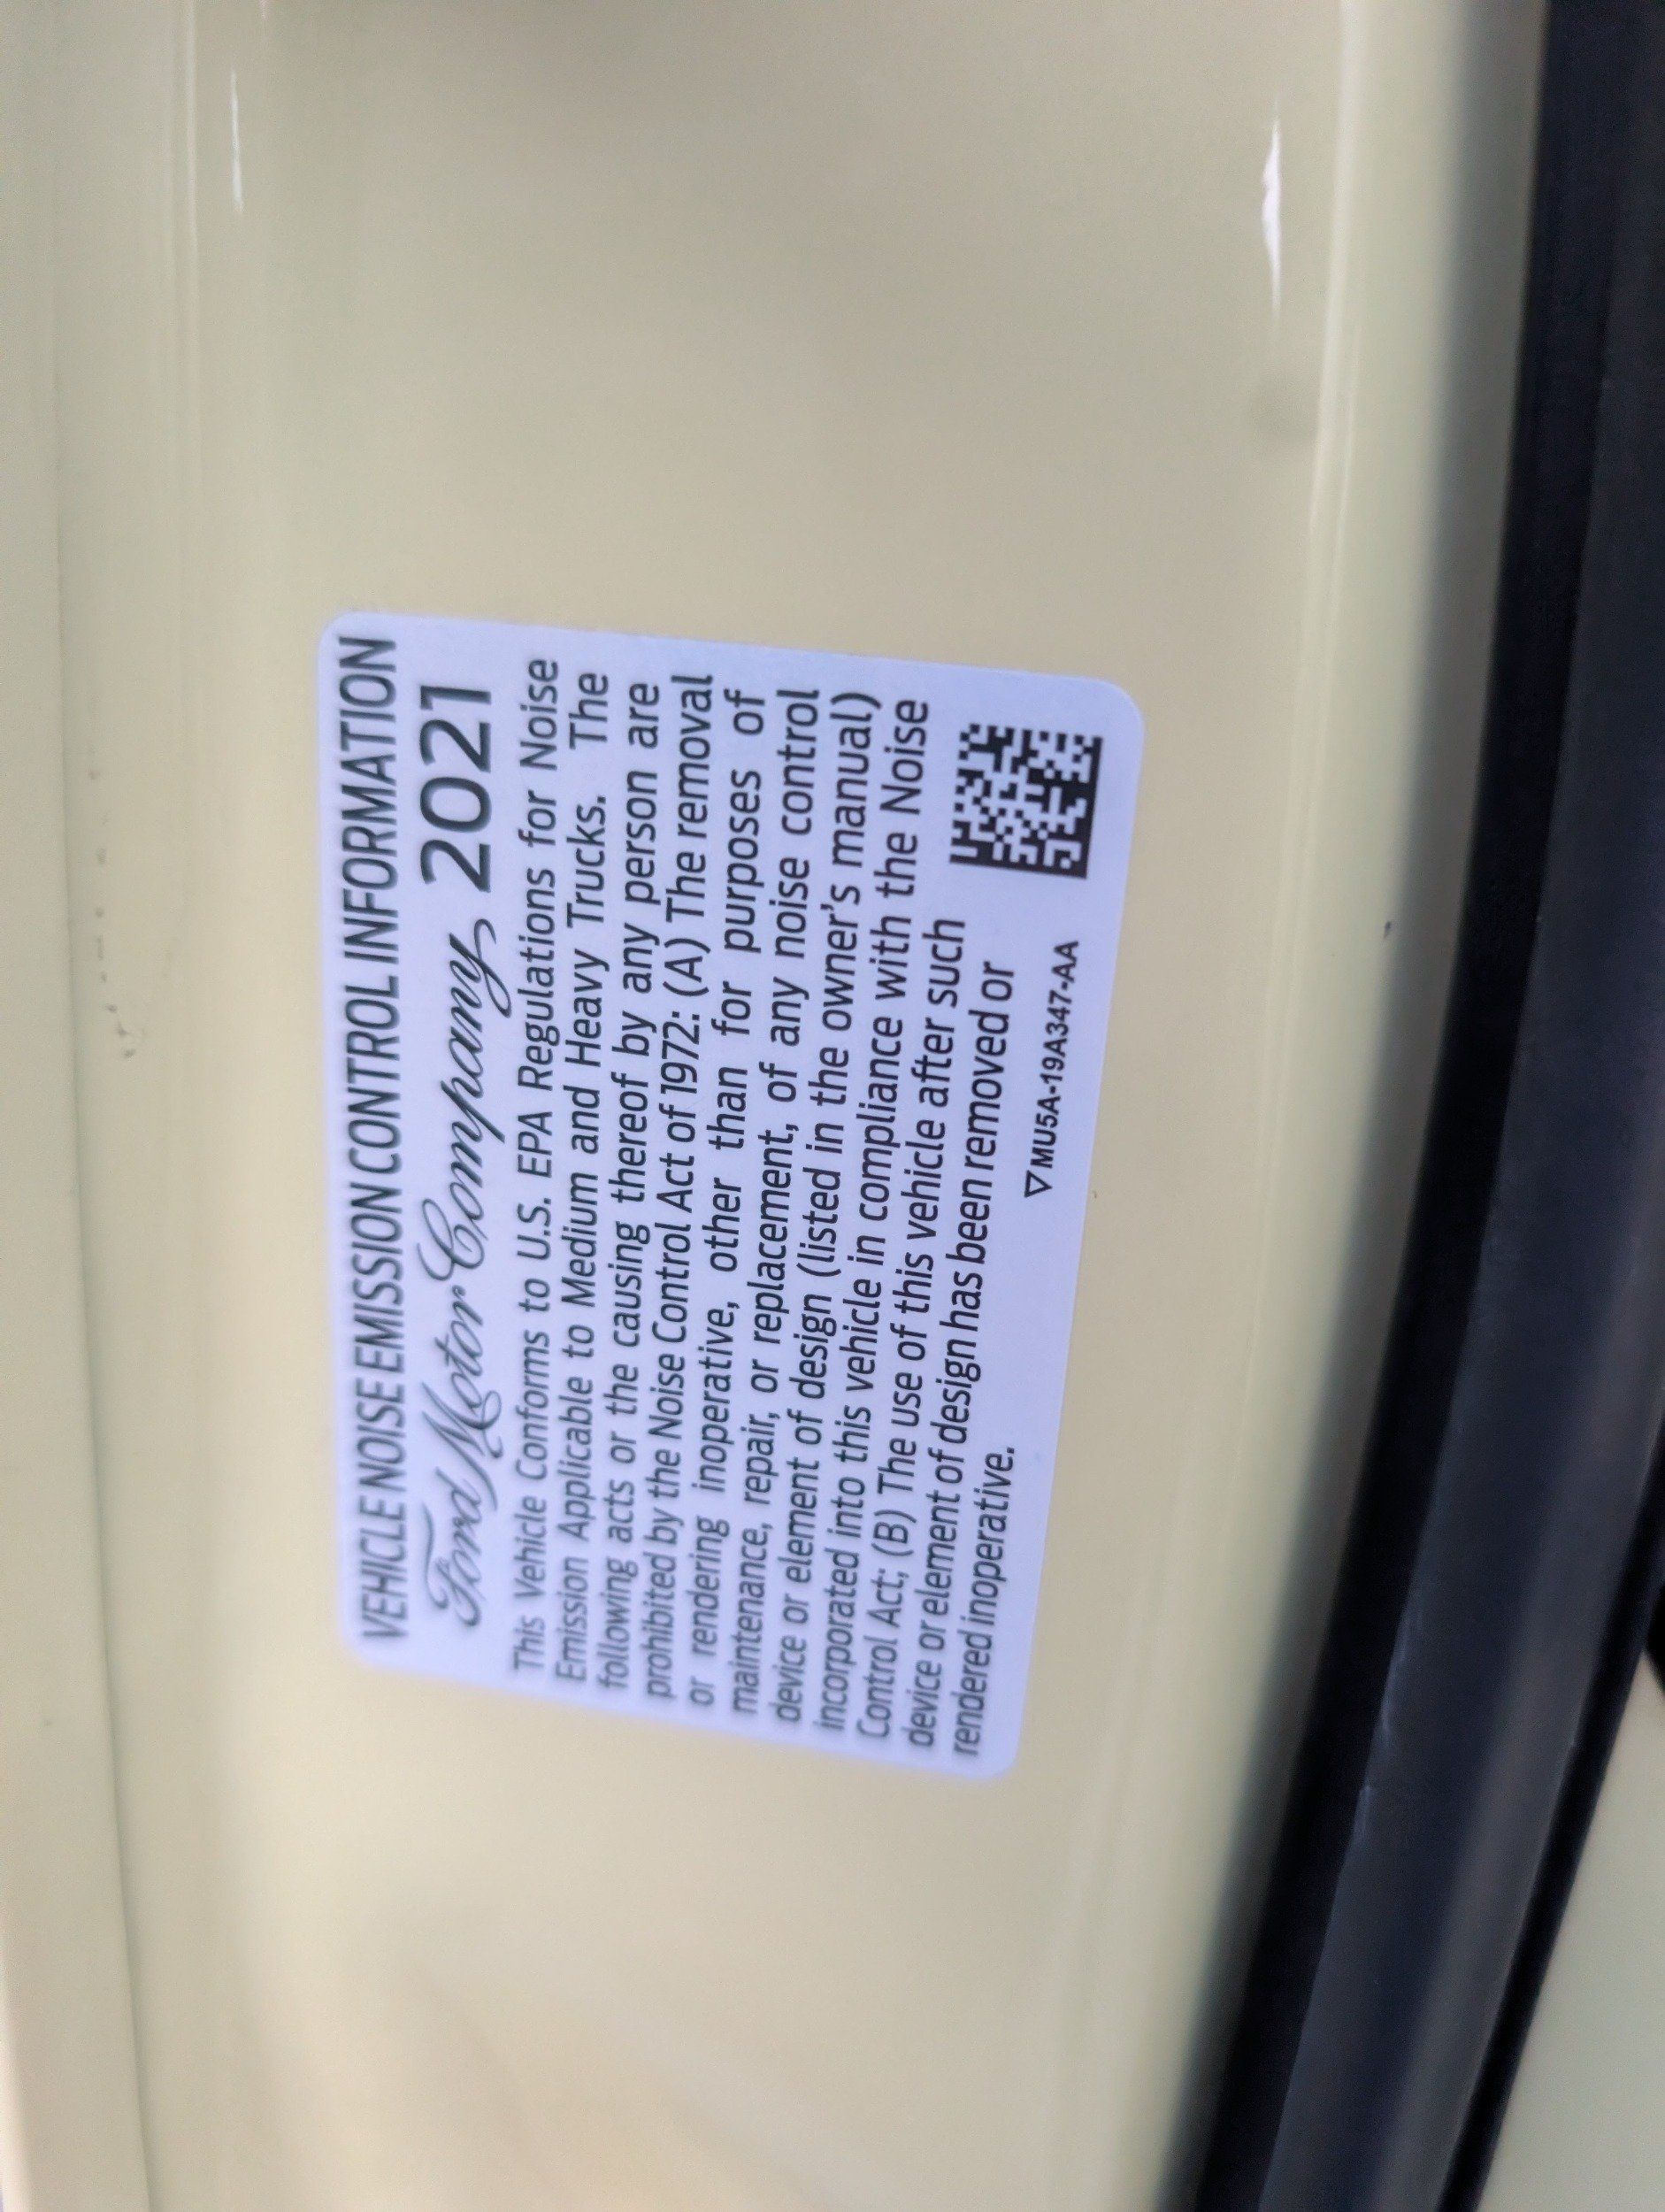 VEHICLE NOISE EMISSION CONTROL INFORMATION
Ford Motor Company 2021
This Vehicle Conforms to U.S. EPA Regulations for Noise
Emission Applicable to Medium and Heavy Trucks. The
following acts or the causing thereof by any person are
prohibited by the Noise Control Act of 1972: (A) The removal
or rendering inoperative, other than for purposes of
maintenance, repair, or replacement, of any noise control
device or element of design (listed in the owner's manual)
incorporated into this vehicle in compliance with the Noise
Control Act; (B) The use of this vehicle after such
device or element of design has been removed or
rendered inoperative.
▽MU5A-19A347-AA